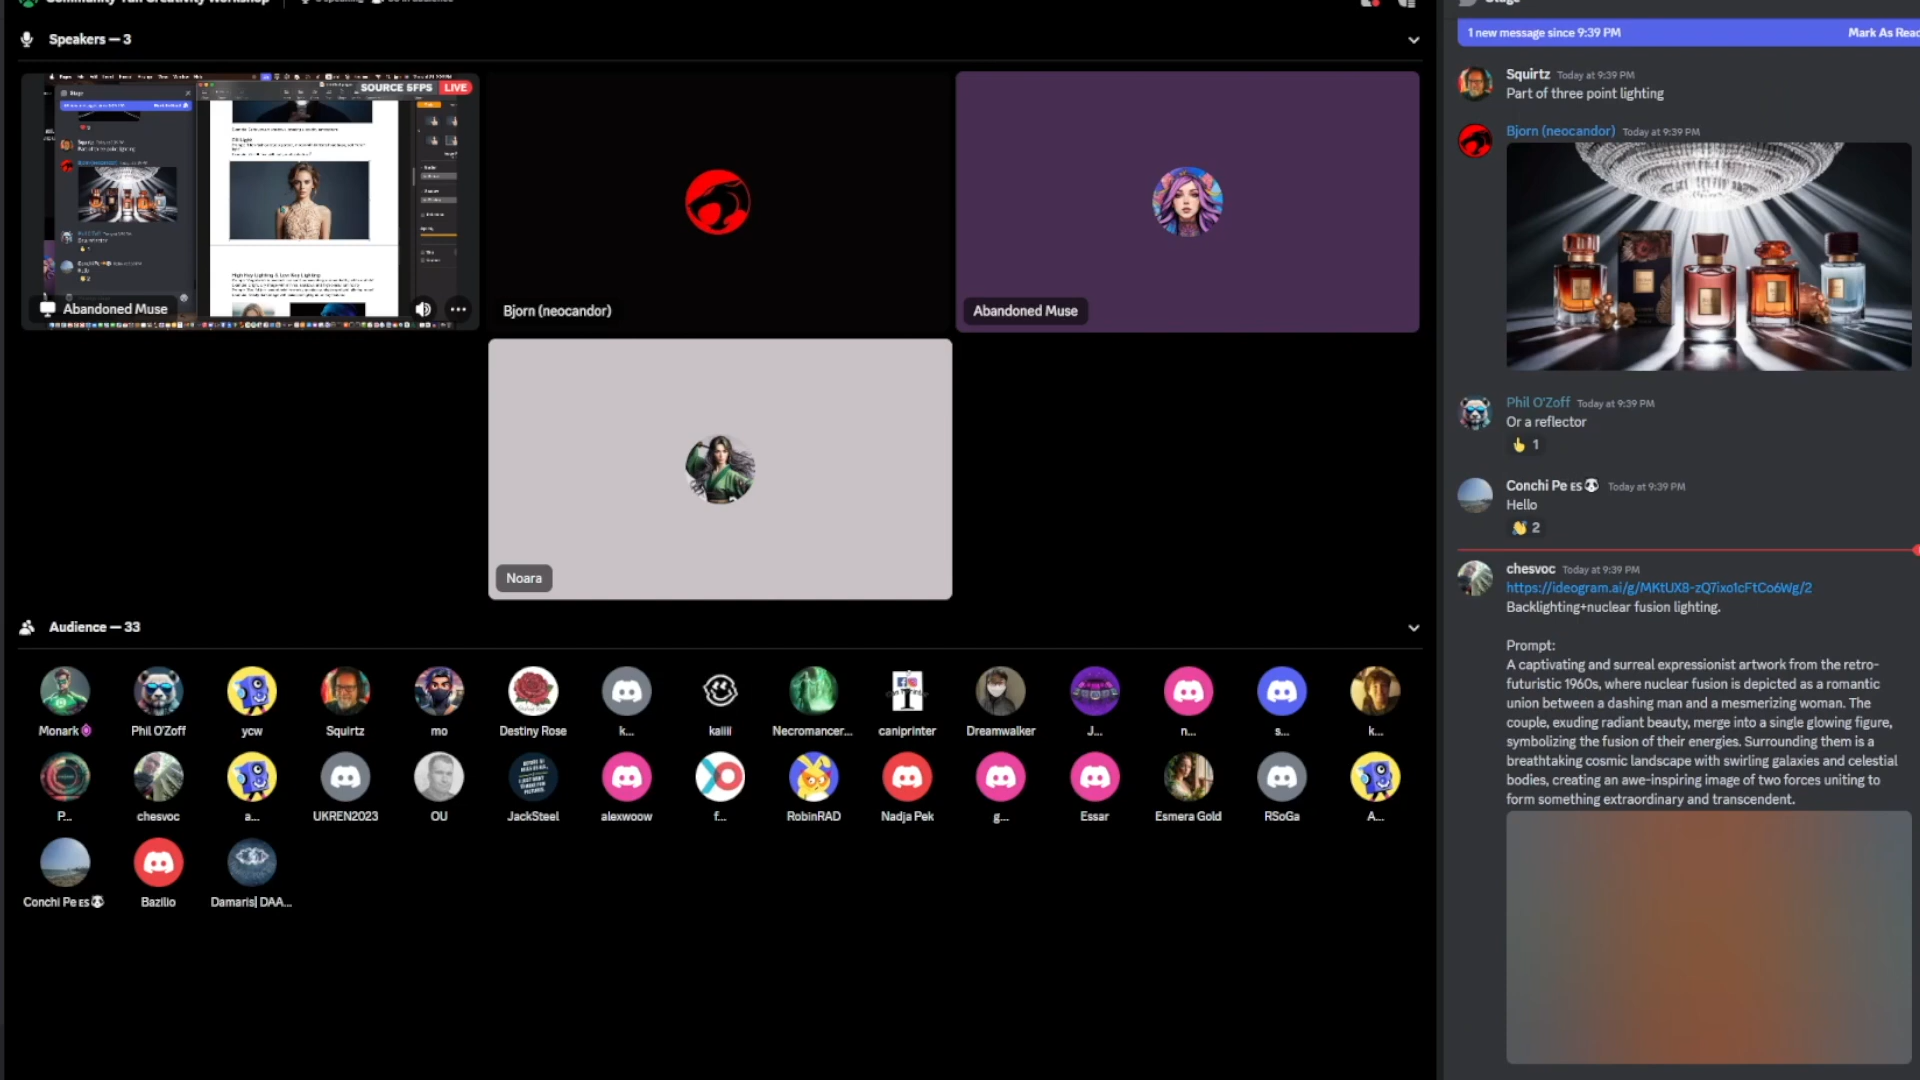 Stage
Speakers — 3
1 new message since 9:39 PM
Mark As Read
SOURCE 5FPS LIVE
High Key Lighting & Low Key Lighting
Abandoned Muse
Bjorn (neocandor)
Abandoned Muse
Noara
Audience — 33
Monark
Phil O'Zoff
ycw
Squirtz
mo
Destiny Rose
k...
kaiiii
Necromancer...
caniprinter
Dreamwalker
J...
n...
s...
k...
P...
chesvoc
a...
UKREN2023
OU
JackSteel
alexwoow
f...
RobinRAD
Nadja Pek
g...
Essar
Esmera Gold
RSoGa
A...
Conchi Pe ES
Bazilio
Damaris| DAA...
Squirtz Today at 9:39 PM
Part of three point lighting
Bjorn (neocandor) Today at 9:39 PM
Phil O'Zoff Today at 9:39 PM
Or a reflector
1
Conchi Pe ES Today at 9:39 PM
Hello
2
chesvoc Today at 9:39 PM
https://ideogram.ai/g/MKtUX8-zQ7ixo1cFtCo6Wg/2
Backlighting+nuclear fusion lighting.
Prompt:
A captivating and surreal expressionist artwork from the retro-
futuristic 1960s, where nuclear fusion is depicted as a romantic
union between a dashing man and a mesmerizing woman. The
couple, exuding radiant beauty, merge into a single glowing figure,
symbolizing the fusion of their energies. Surrounding them is a
breathtaking cosmic landscape with swirling galaxies and celestial
bodies, creating an awe-inspiring image of two forces uniting to
form something extraordinary and transcendent.